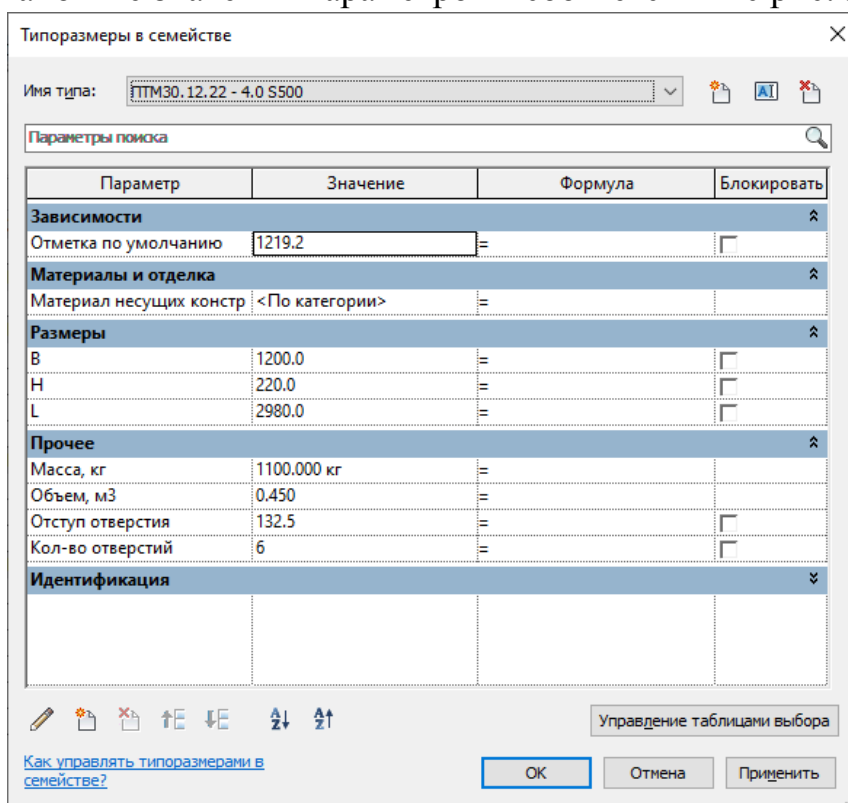 Типоразмеры в семействе
Имя типа: ПТМ30.12.22 - 4.0 S500
Параметры поиска
Параметр Значение Формула Блокировать
Зависимости
Отметка по умолчанию 1219.2 =
Материалы и отделка
Материал несущих констр <По категории> =
Размеры
B 1200.0 =
H 220.0 =
L 2980.0 =
Прочее
Масса, кг 1100.000 кг =
Объем, м3 0.450 =
Отступ отверстия 132.5 =
Кол-во отверстий 6 =
Идентификация
Управление таблицами выбора
Как управлять типоразмерами в
семействе?
ОК Отмена Применить